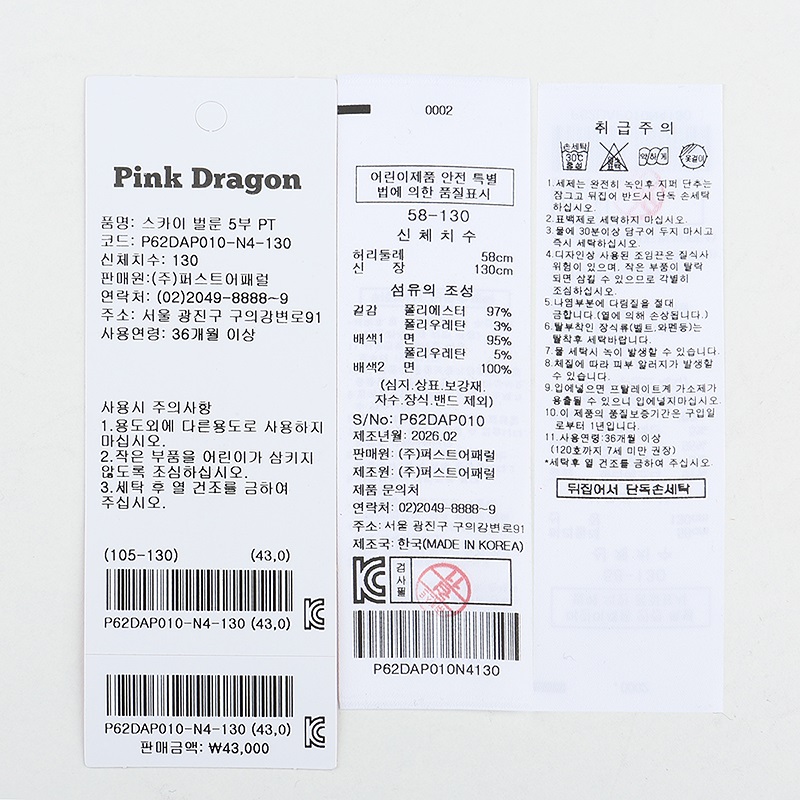 Pink Dragon
품명: 스카이 벌룬 5부 PT
코드: P62DAP010-N4-130
신체치수: 130
판매원:(주)퍼스트어패럴
연락처: (02)2049-8888~9
주소: 서울 광진구 구의강변로91
사용연령: 36개월 이상
사용시 주의사항
1.용도외에 다른용도로 사용하지
마십시오.
2.작은 부품을 어린이가 삼키지
않도록 조심하십시오.
3.세탁 후 열 건조를 금하여
주십시오.
(105-130) (43,0)
P62DAP010-N4-130 (43,0)
P62DAP010-N4-130 (43,0)
판매금액: ₩43,000
0002
어린이제품 안전 특별
법에 의한 품질표시
58-130
신 체 치 수
허리둘레 58cm
신 장 130cm
섬유의 조성
겉감 폴리에스터 97%
폴리우레탄 3%
배색1 면 95%
폴리우레탄 5%
배색2 면 100%
(심지.상표.보강재.
자수.장식.밴드 제외)
S/No: P62DAP010
제조년월: 2026.02
판매원: (주)퍼스트어패럴
제조원: (주)퍼스트어패럴
제품 문의처
연락처: 02)2049-8888~9
주소: 서울 광진구 구의강변로91
제조국: 한국(MADE IN KOREA)
검사필
P62DAP010N4130
취 급 주 의
손세탁
30℃
중성
약하게
옷걸이
1.세제는 완전히 녹인후 지퍼 단추는
잠그고 뒤집어 반드시 단독 손세탁
하십시오.
2.표백제로 세탁하지 마십시오.
3.물에 30분이상 담구어 두지 마시고
즉시 세탁하십시오.
4.디자인상 사용된 조임끈은 질식사
위험이 있으며, 작은 부품이 탈락
되면 삼킬 수 있으므로 각별히
조심하십시오.
5.나염부분에 다림질을 절대
금합니다.(열에 의해 손상됩니다.)
6.탈부착인 장식류(벨트.와펜등)는
탈착후 세탁바랍니다.
7.물 세탁시 녹이 발생할 수 있습니다.
8.체질에 따라 피부 알러지가 발생할
수 있습니다.
9.입에넣으면 프탈레이트계 가소제가
용출될 수 있으니 입에넣지마십시오.
10.이 제품의 품질보증기간은 구입일
로부터 1년입니다.
11.사용연령:36개월 이상
(120호까지 7세 미만 권장)
*세탁후 열 건조를 금하여 주십시오.
뒤집어서 단독손세탁